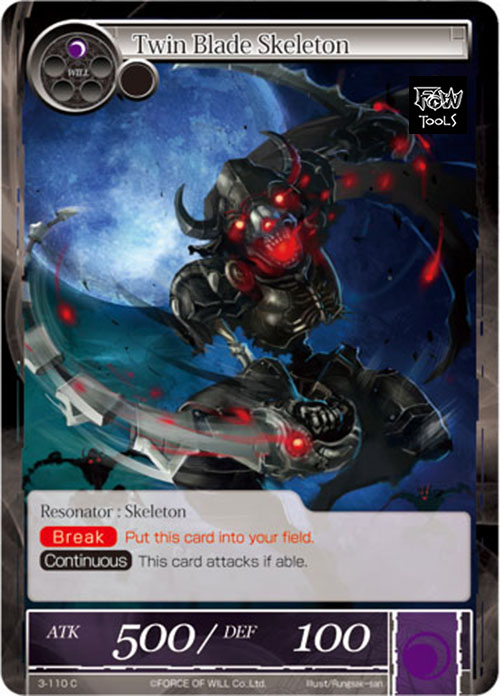 Twin Blade Skeleton
WILL
FOW
TOOLS
Resonator : Skeleton
Break Put this card into your field.
Continuous This card attacks if able.
ATK 500/ DEF 100
3-110 C ©FORCE OF WILL Co.,Ltd. Illust/Rungsak-san